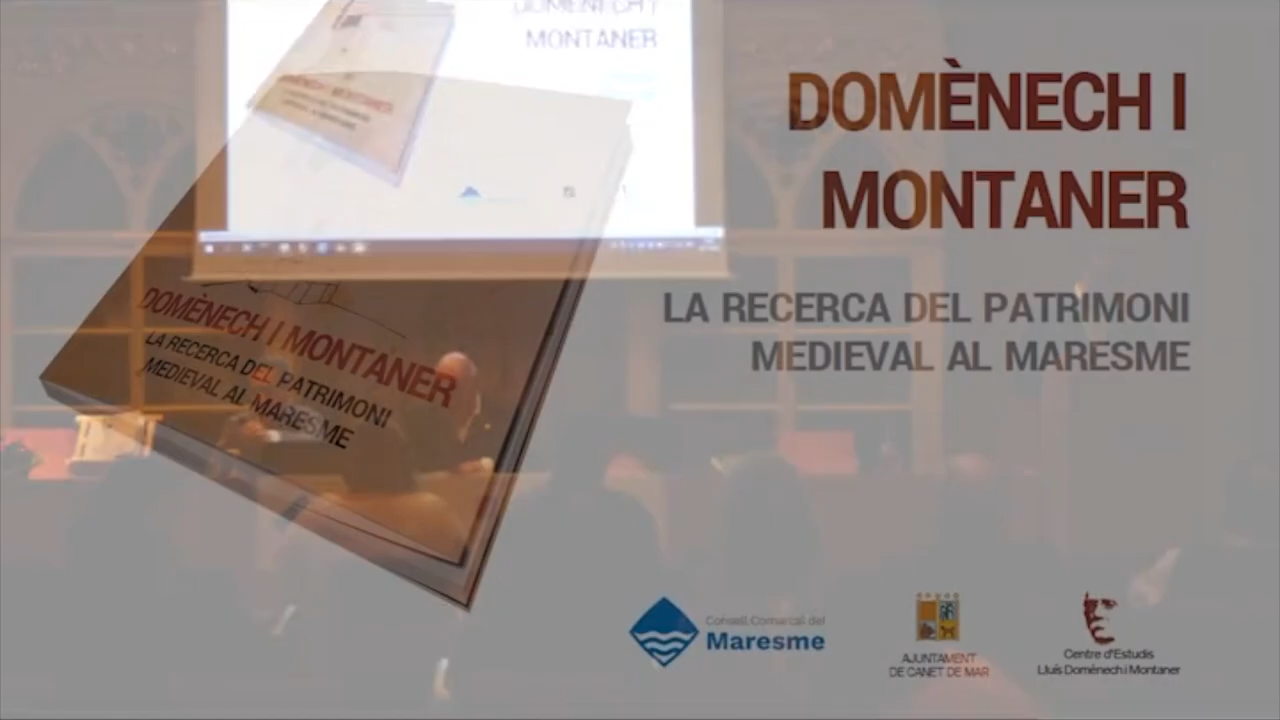 DOMÈNECH I
MONTANER
DOMÈNECH I
MONTANER
LA RECERCA DEL PATRIMONI
MEDIEVAL AL MARESME
DOMÈNECH I MONTANER
LA RECERCA DEL PATRIMONI
MEDIEVAL AL MARESME
Consell Comarcal del
Maresme
AJUNTAMENT
DE CANET DE MAR
Centre d'Estudis
Lluís Domènech i Montaner